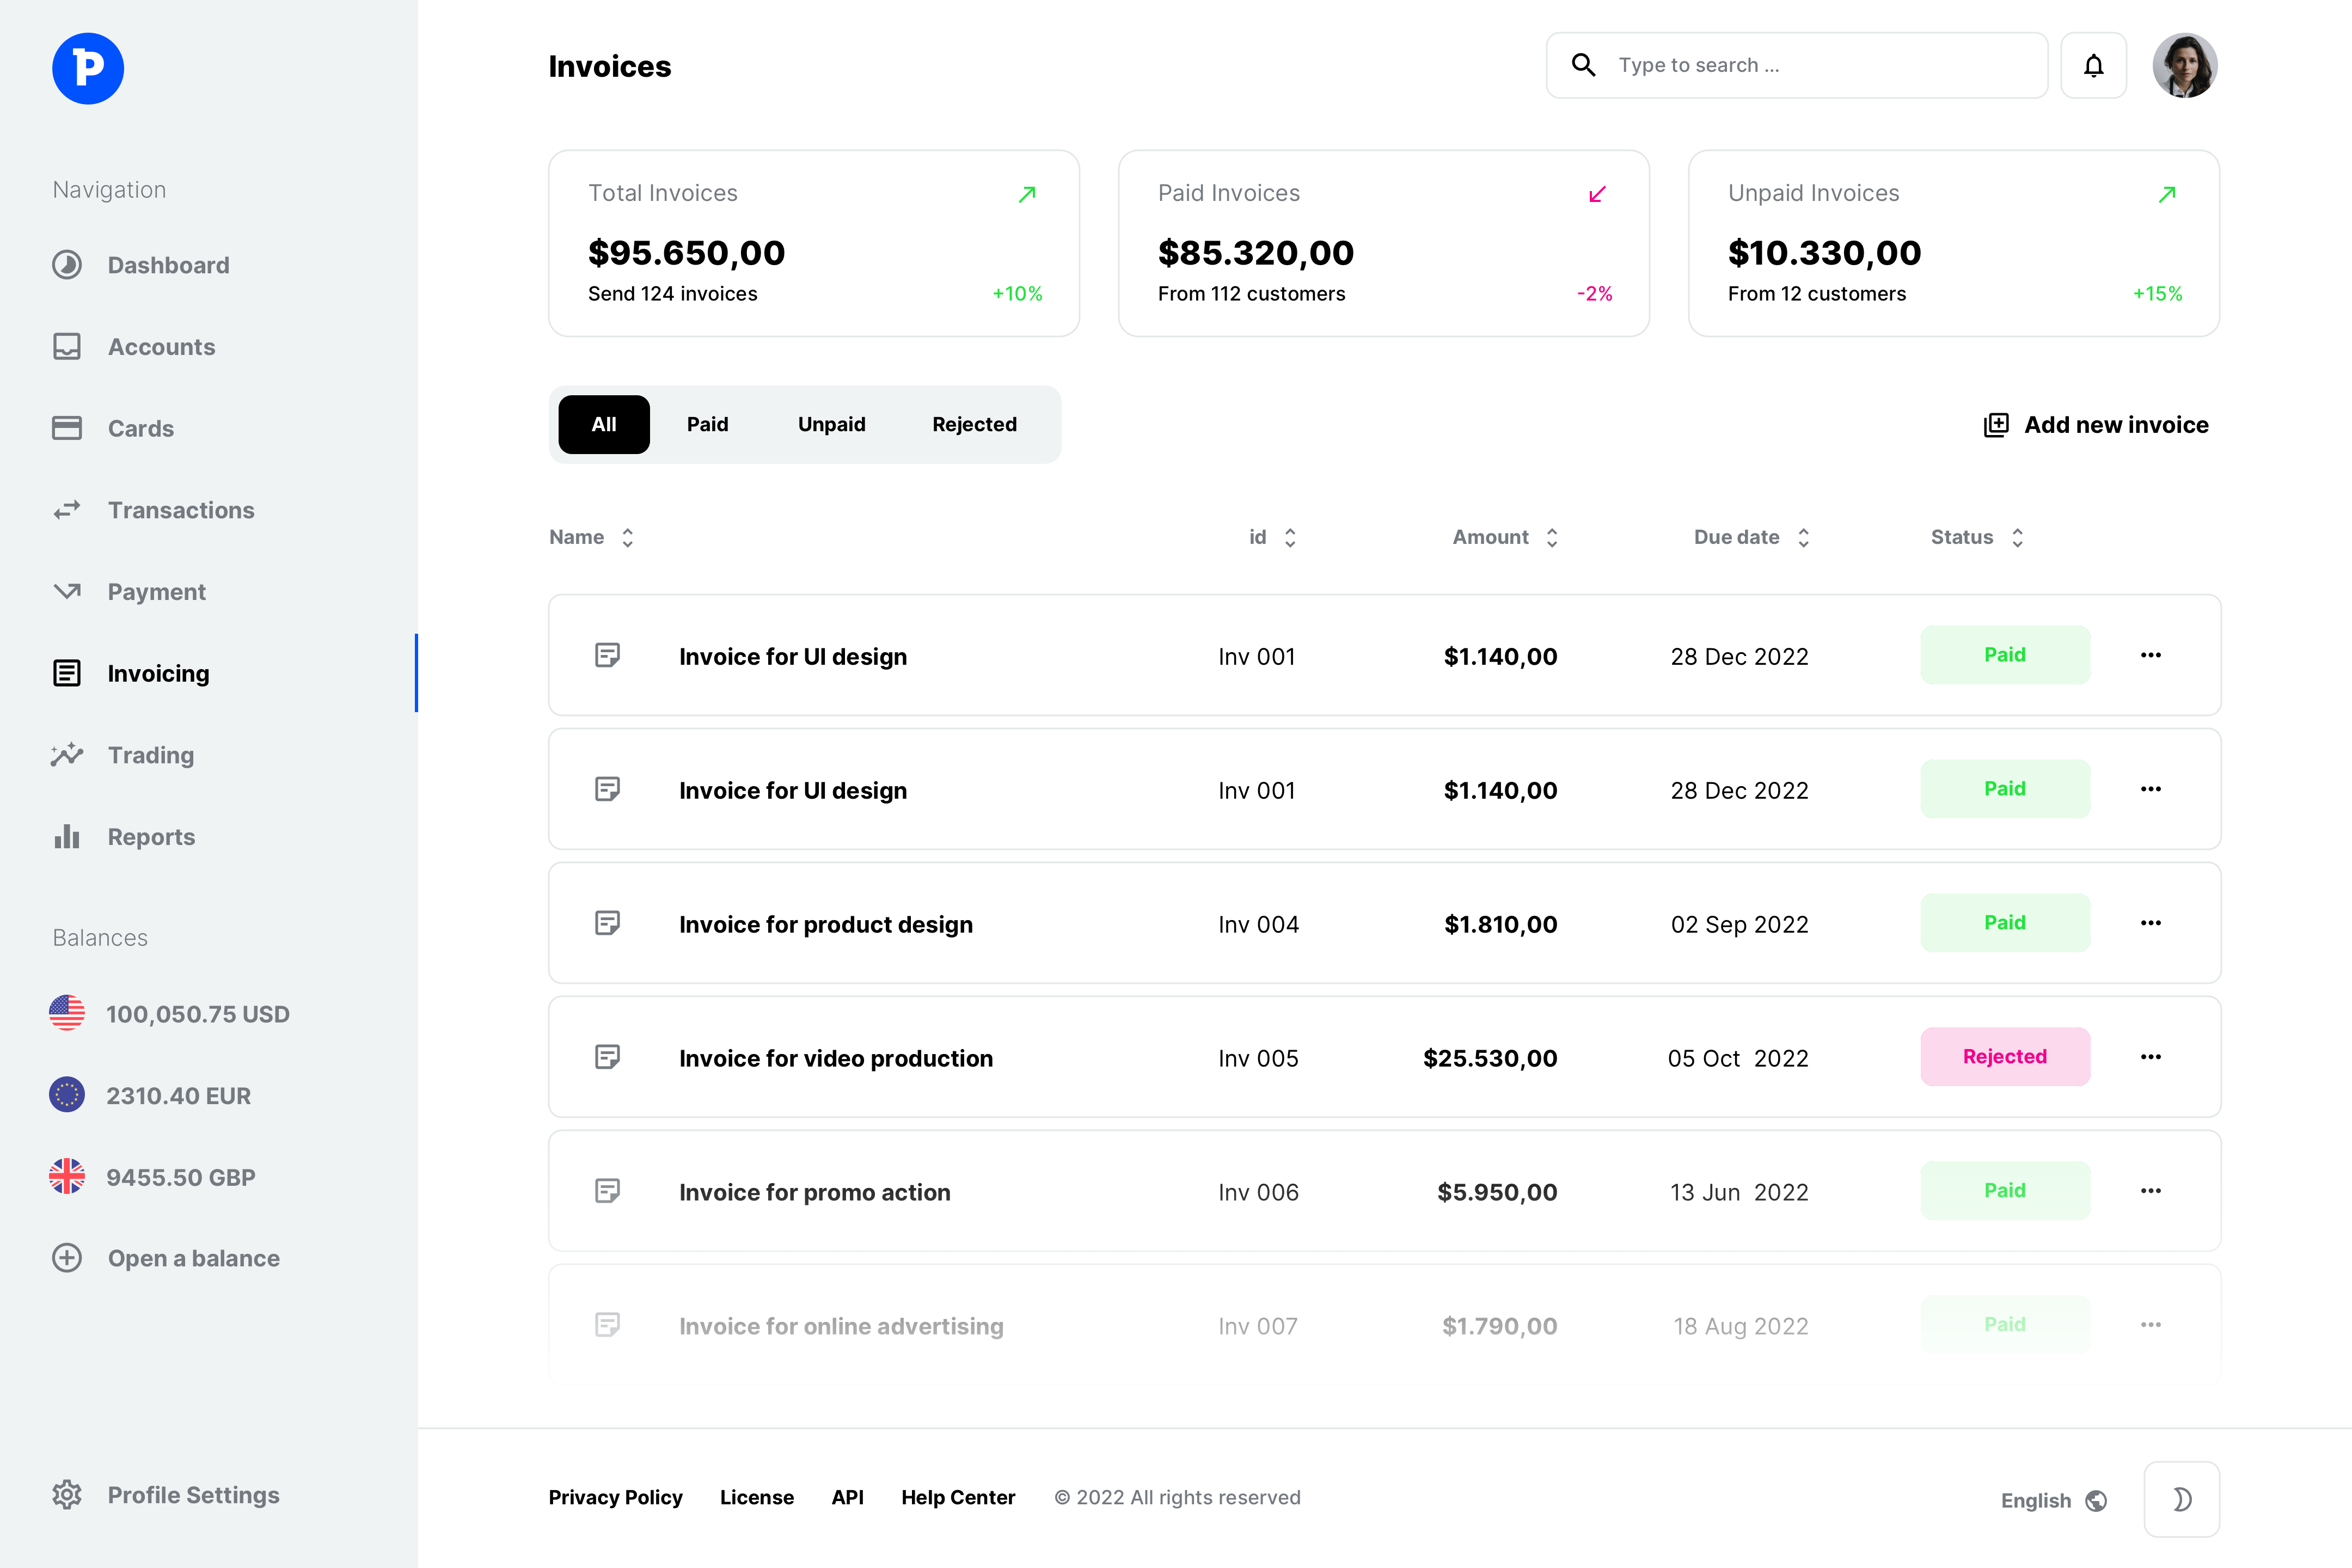 P
Navigation
Dashboard
Accounts
Cards
Transactions
Payment
Invoicing
Trading
Reports
Balances
100,050.75 USD
2310.40 EUR
9455.50 GBP
Open a balance
Profile Settings
Invoices
Type to search ...
Total Invoices
$95.650,00
Send 124 invoices +10%
Paid Invoices
$85.320,00
From 112 customers -2%
Unpaid Invoices
$10.330,00
From 12 customers +15%
All Paid Unpaid Rejected
Add new invoice
Name id Amount Due date Status
Invoice for UI design Inv 001 $1.140,00 28 Dec 2022 Paid
Invoice for UI design Inv 001 $1.140,00 28 Dec 2022 Paid
Invoice for product design Inv 004 $1.810,00 02 Sep 2022 Paid
Invoice for video production Inv 005 $25.530,00 05 Oct 2022 Rejected
Invoice for promo action Inv 006 $5.950,00 13 Jun 2022 Paid
Invoice for online advertising Inv 007 $1.790,00 18 Aug 2022 Paid
Privacy Policy License API Help Center © 2022 All rights reserved
English